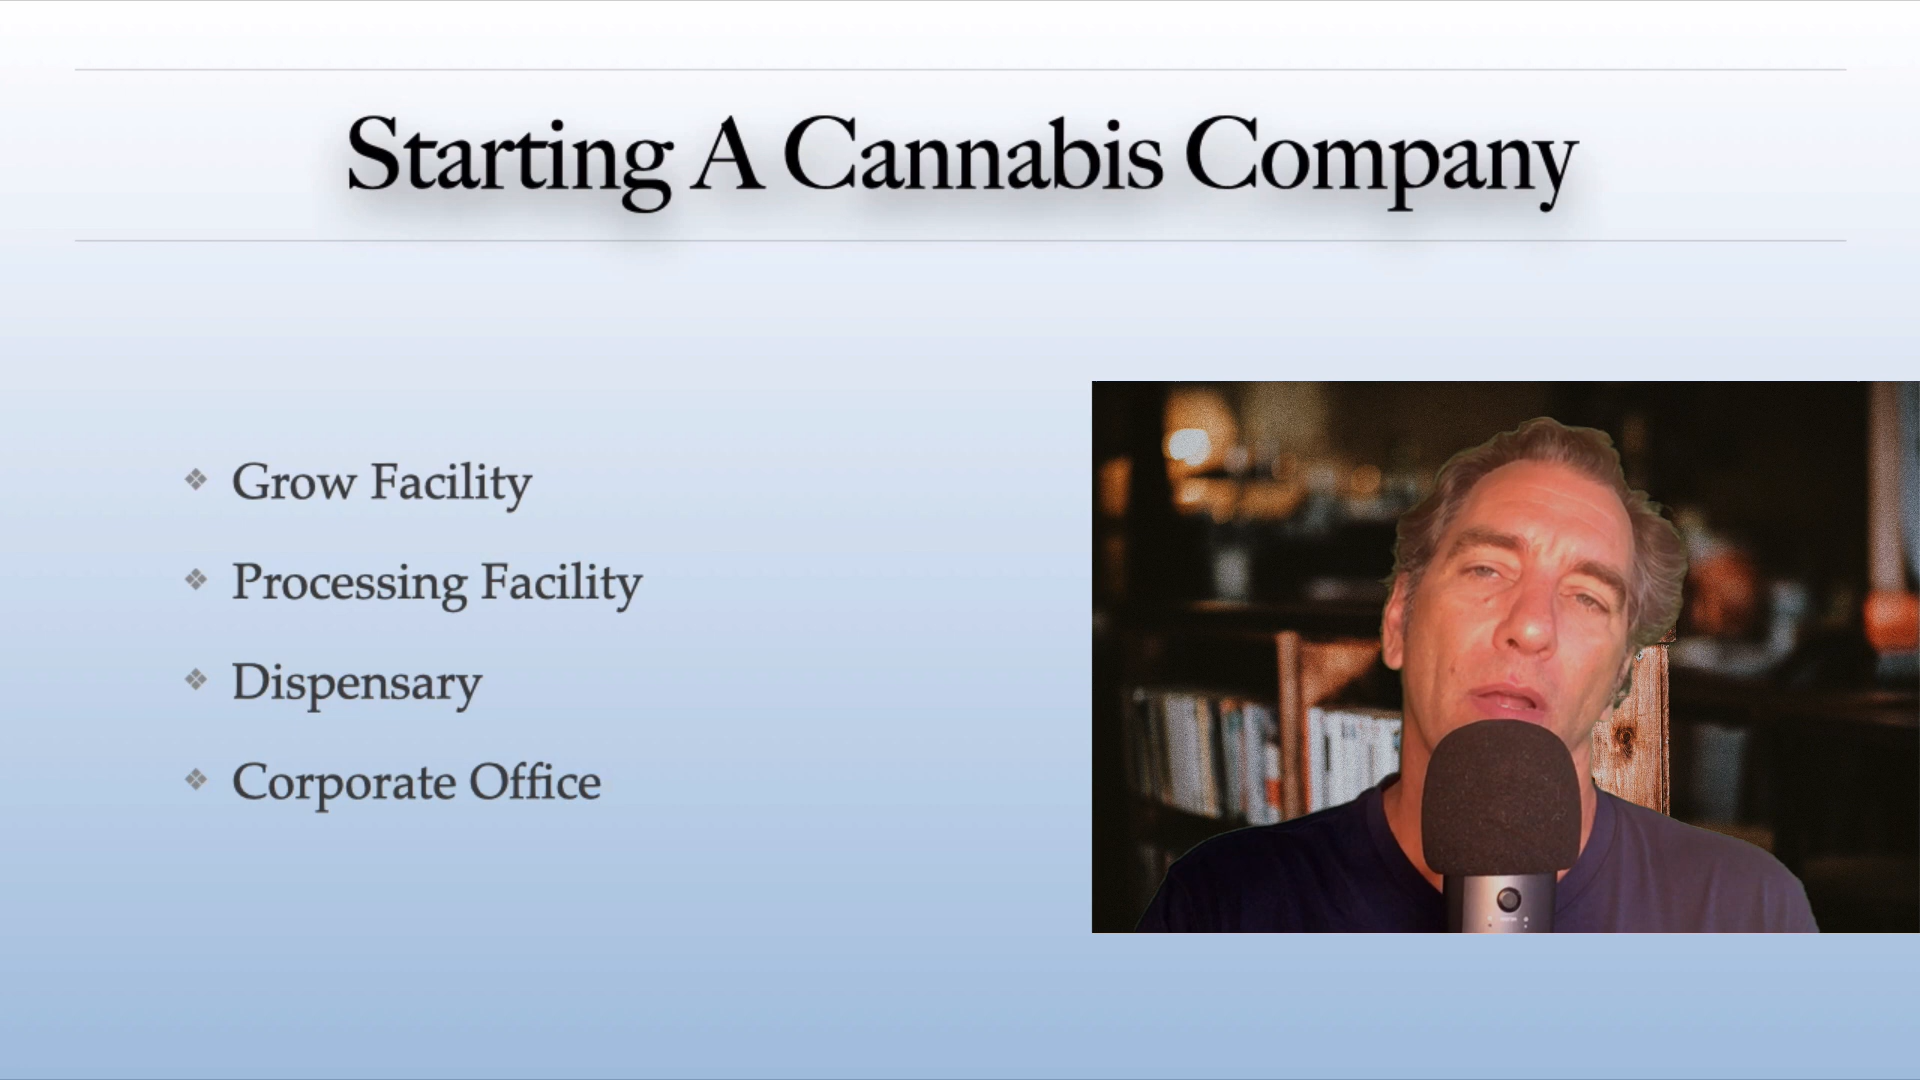 Starting A Cannabis Company
Grow Facility
Processing Facility
Dispensary
Corporate Office